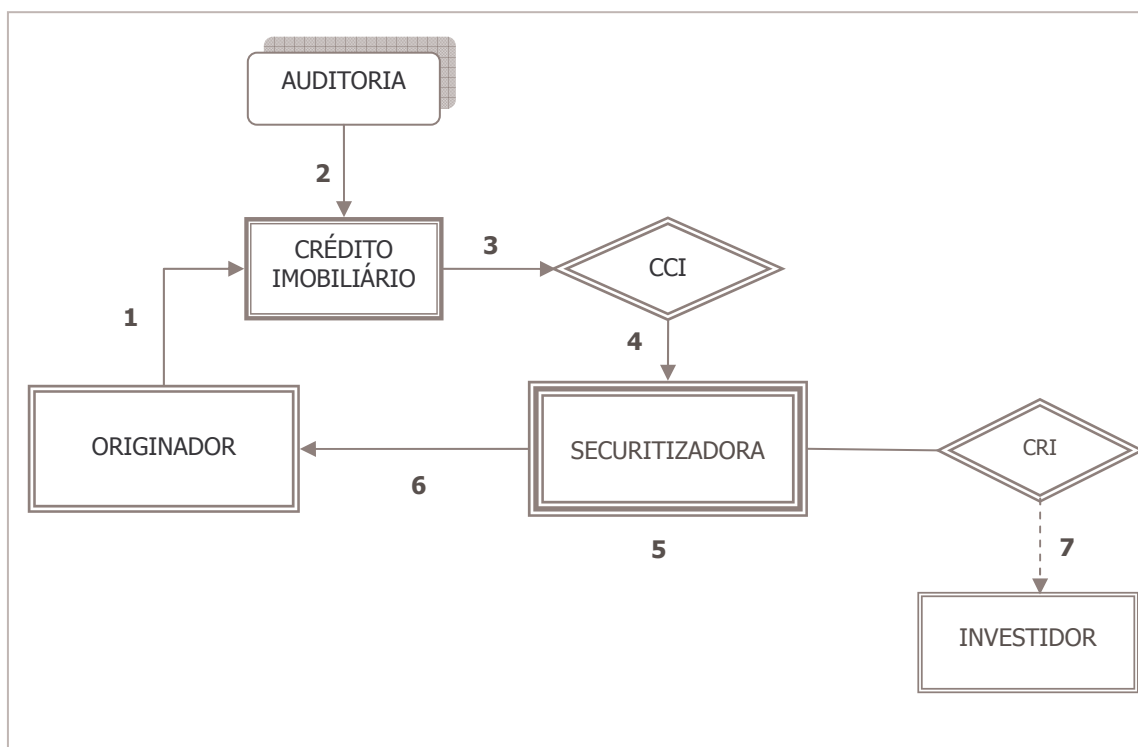 AUDITORIA
2
CRÉDITO
IMOBILIÁRIO
3
CCI
1
4
ORIGINADOR
SECURITIZADORA
CRI
6
5
7
INVESTIDOR